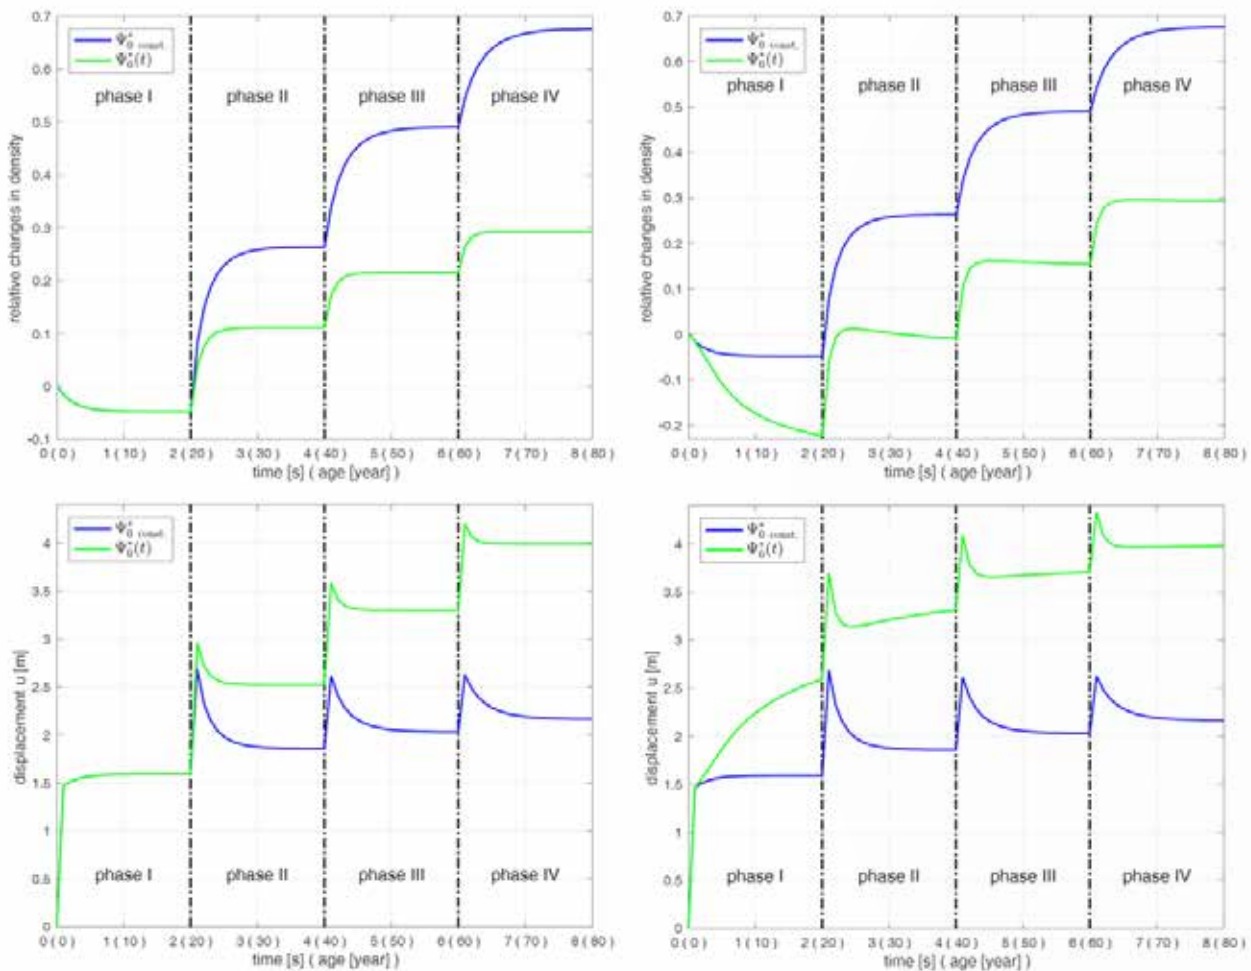 Ψ*0 const.
Ψ*0(t)
phase I
phase II
phase III
phase IV
relative changes in density
0.7
0.6
0.5
0.4
0.3
0.2
0.1
0
-0.1
0 ( 0 )
1 ( 10 )
2 ( 20 )
3 ( 30 )
4 ( 40 )
5 ( 50 )
6 ( 60 )
7 ( 70 )
8 ( 80 )
time [s] ( age [year] )
Ψ*0 const.
Ψ*0(t)
phase I
phase II
phase III
phase IV
relative changes in density
0.7
0.6
0.5
0.4
0.3
0.2
0.1
0
-0.1
-0.2
0 ( 0 )
1 ( 10 )
2 ( 20 )
3 ( 30 )
4 ( 40 )
5 ( 50 )
6 ( 60 )
7 ( 70 )
8 ( 80 )
time [s] ( age [year] )
Ψ*0 const.
Ψ*0(t)
displacement u [m]
4
3.5
3
2.5
2
1.5
1
0.5
0
phase I
phase II
phase III
phase IV
0 ( 0 )
1 ( 10 )
2 ( 20 )
3 ( 30 )
4 ( 40 )
5 ( 50 )
6 ( 60 )
7 ( 70 )
8 ( 80 )
time [s] ( age [year] )
Ψ*0 const.
Ψ*0(t)
displacement u [m]
4
3.5
3
2.5
2
1.5
1
0.5
0
phase I
phase II
phase III
phase IV
0 ( 0 )
1 ( 10 )
2 ( 20 )
3 ( 30 )
4 ( 40 )
5 ( 50 )
6 ( 60 )
7 ( 70 )
8 ( 80 )
time [s] ( age [year] )